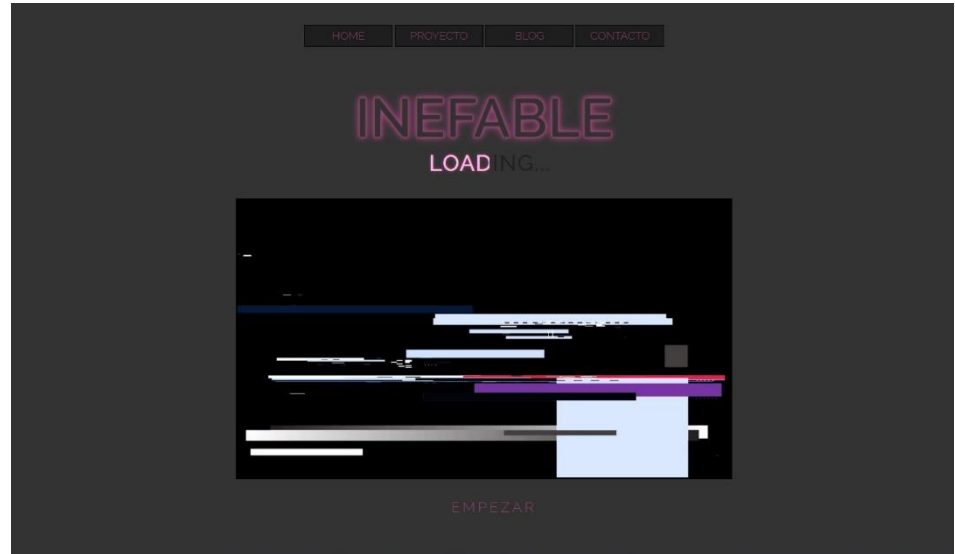 HOME PROYECTO BLOG CONTACTO
INEFABLE
LOADING...
EMPEZAR